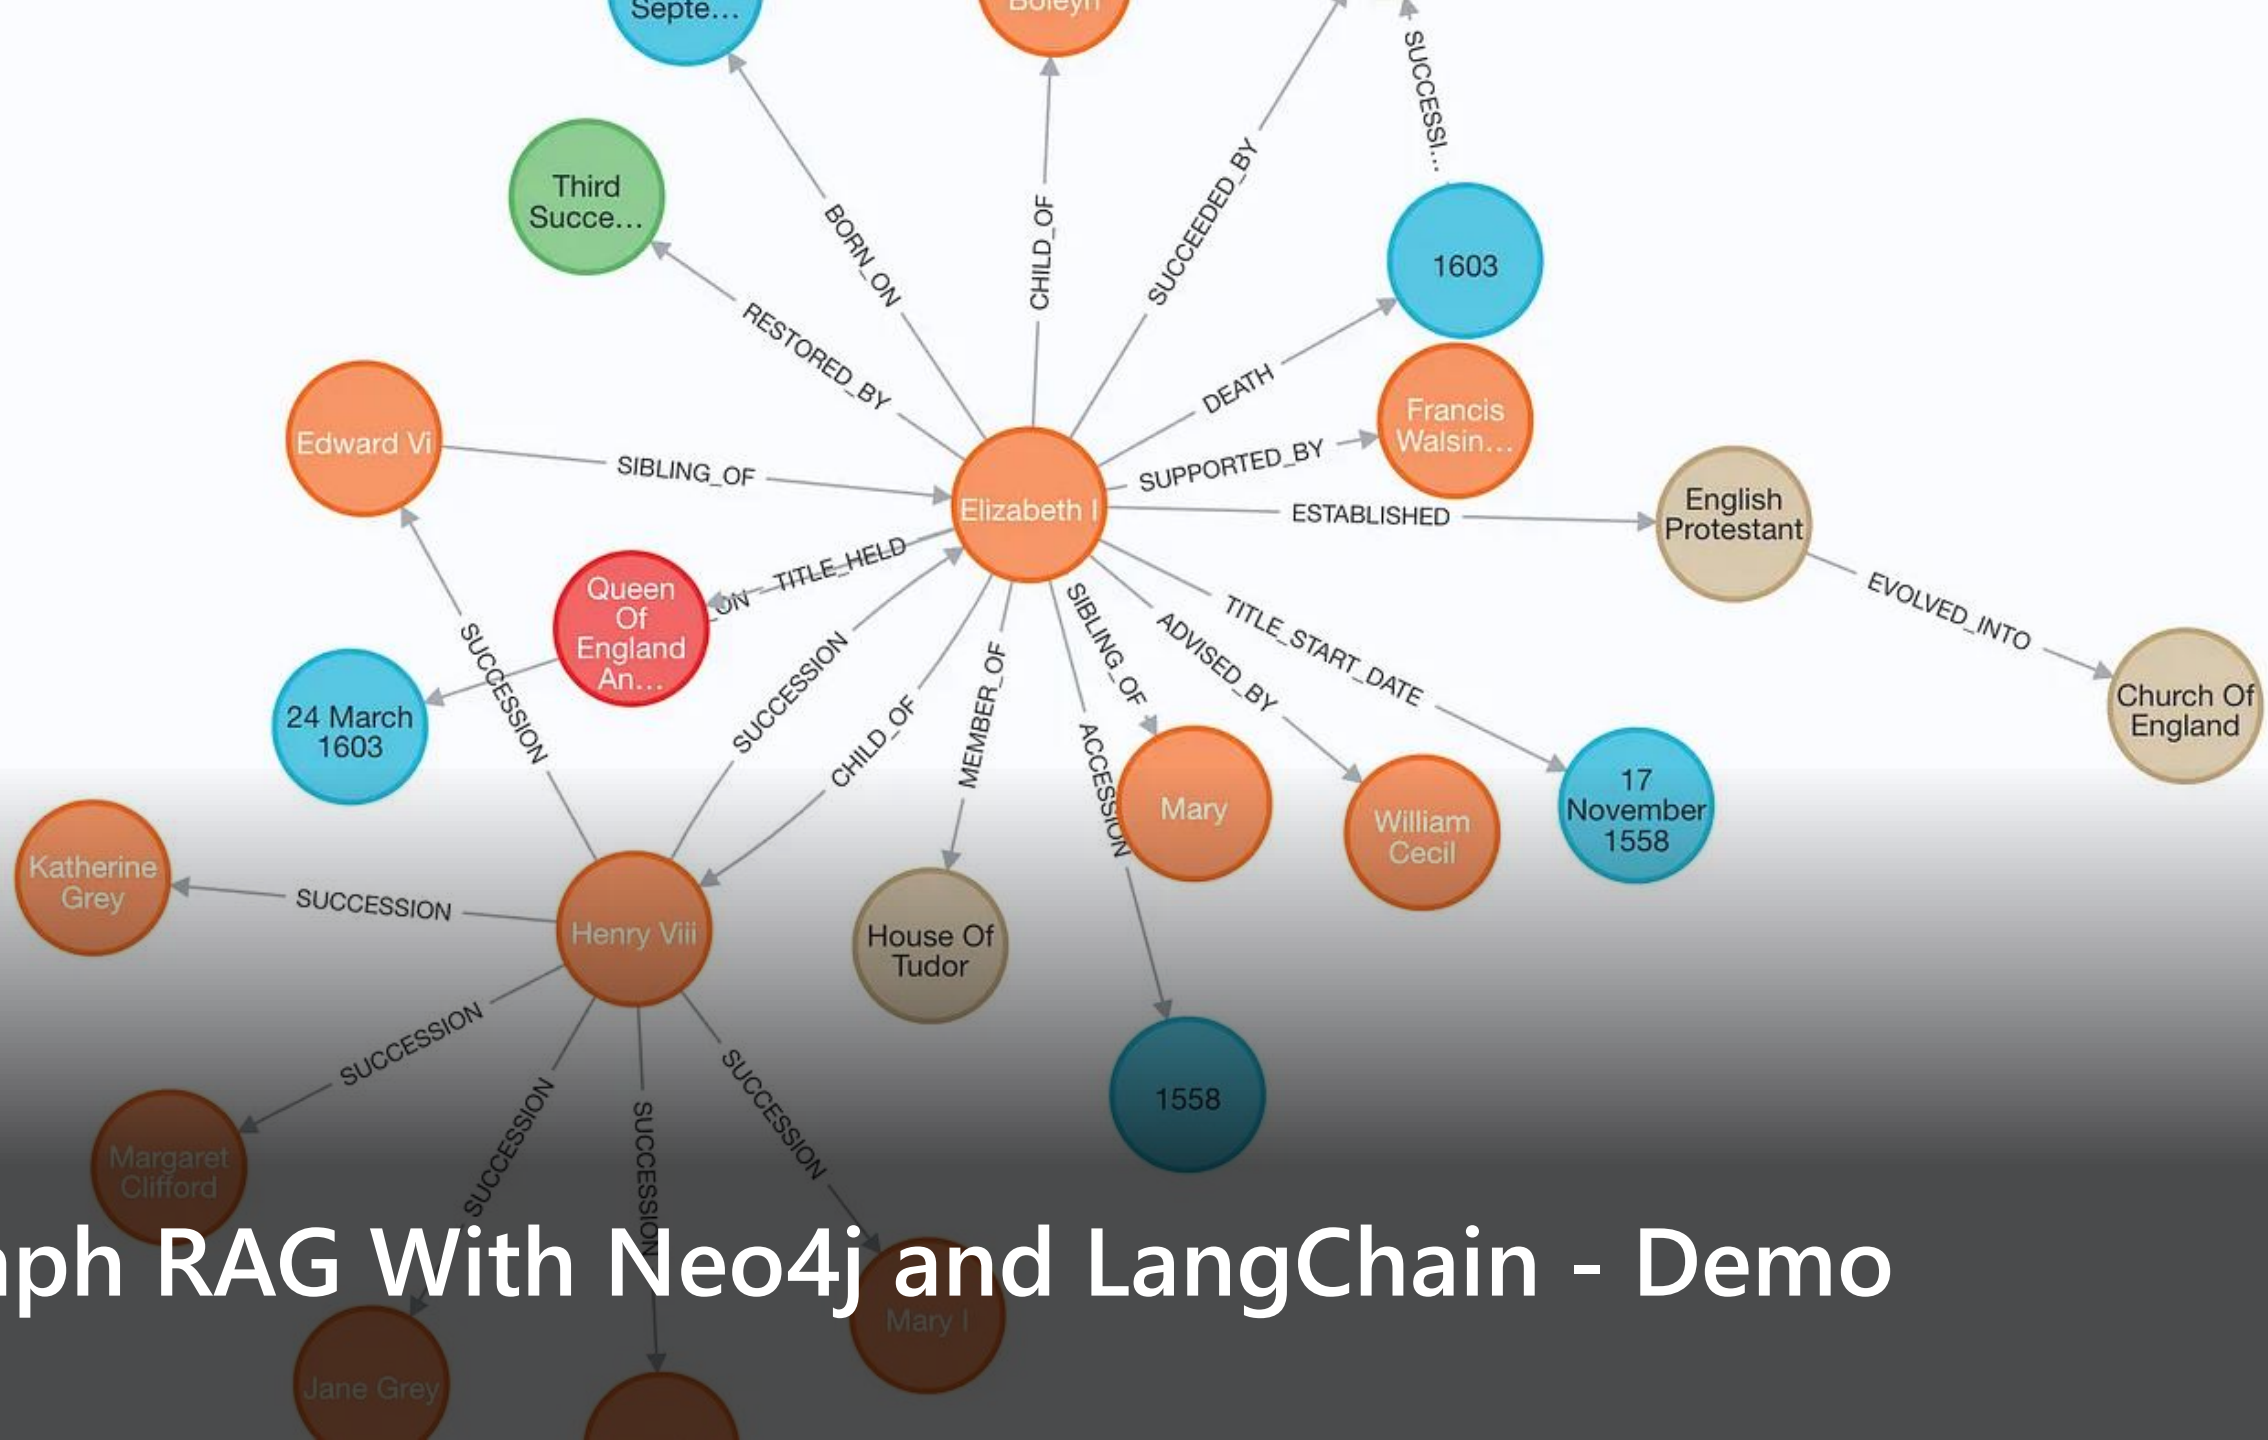 Septe...
Boleyn
SUCCESSI...
Third
Succe...
BORN_ON
CHILD_OF
SUCCEEDED_BY
1603
RESTORED_BY
DEATH
Francis
Walsin...
Edward Vi
SIBLING_OF
SUPPORTED_BY
Elizabeth I
ESTABLISHED
English
Protestant
EVOLVED_INTO
Church Of
England
_ON
TITLE_HELD
Queen
Of
England
An...
24 March
1603
SUCCESSION
SUCCESSION
CHILD_OF
MEMBER_OF
SIBLING_OF
ADVISED_BY
TITLE_START_DATE
ACCESSION
Mary
William
Cecil
17
November
1558
Katherine
Grey
SUCCESSION
Henry Viii
House Of
Tudor
1558
SUCCESSION
SUCCESSION
SUCCESSION
SUCCESSION
Margaret
Clifford
aph RAG With Neo4j and LangChain - Demo
Mary I
Jane Grey